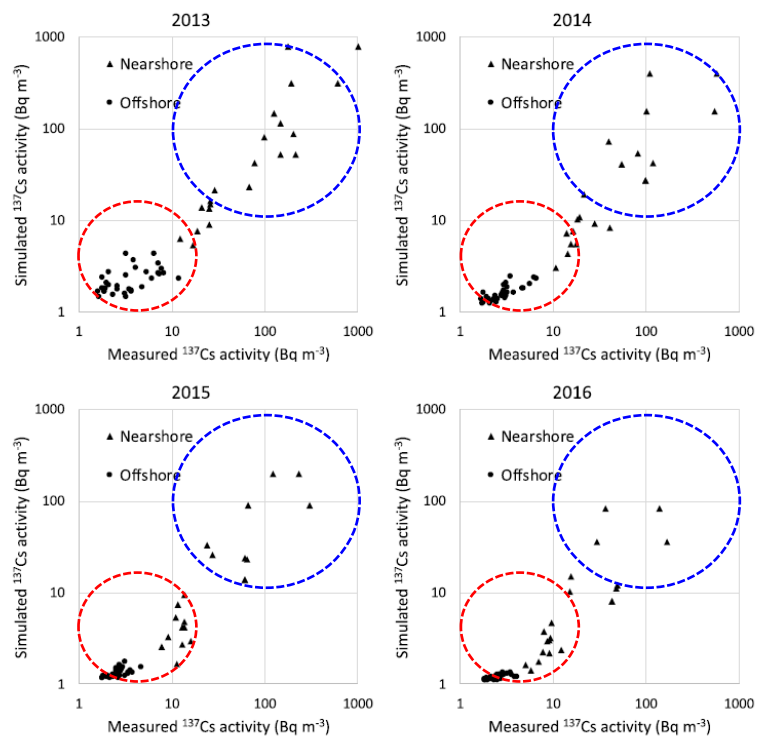 2013
1000
100
10
1
Simulated ¹³⁷Cs activity (Bq m⁻³)
Nearshore
Offshore
1 10 100 1000
Measured ¹³⁷Cs activity (Bq m⁻³)
2014
1000
100
10
1
Simulated ¹³⁷Cs activity (Bq m⁻³)
Nearshore
Offshore
1 10 100 1000
Measured ¹³⁷Cs activity (Bq m⁻³)
2015
1000
100
10
1
Simulated ¹³⁷Cs activity (Bq m⁻³)
Nearshore
Offshore
1 10 100 1000
Measured ¹³⁷Cs activity (Bq m⁻³)
2016
1000
100
10
1
Simulated ¹³⁷Cs activity (Bq m⁻³)
Nearshore
Offshore
1 10 100 1000
Measured ¹³⁷Cs activity (Bq m⁻³)